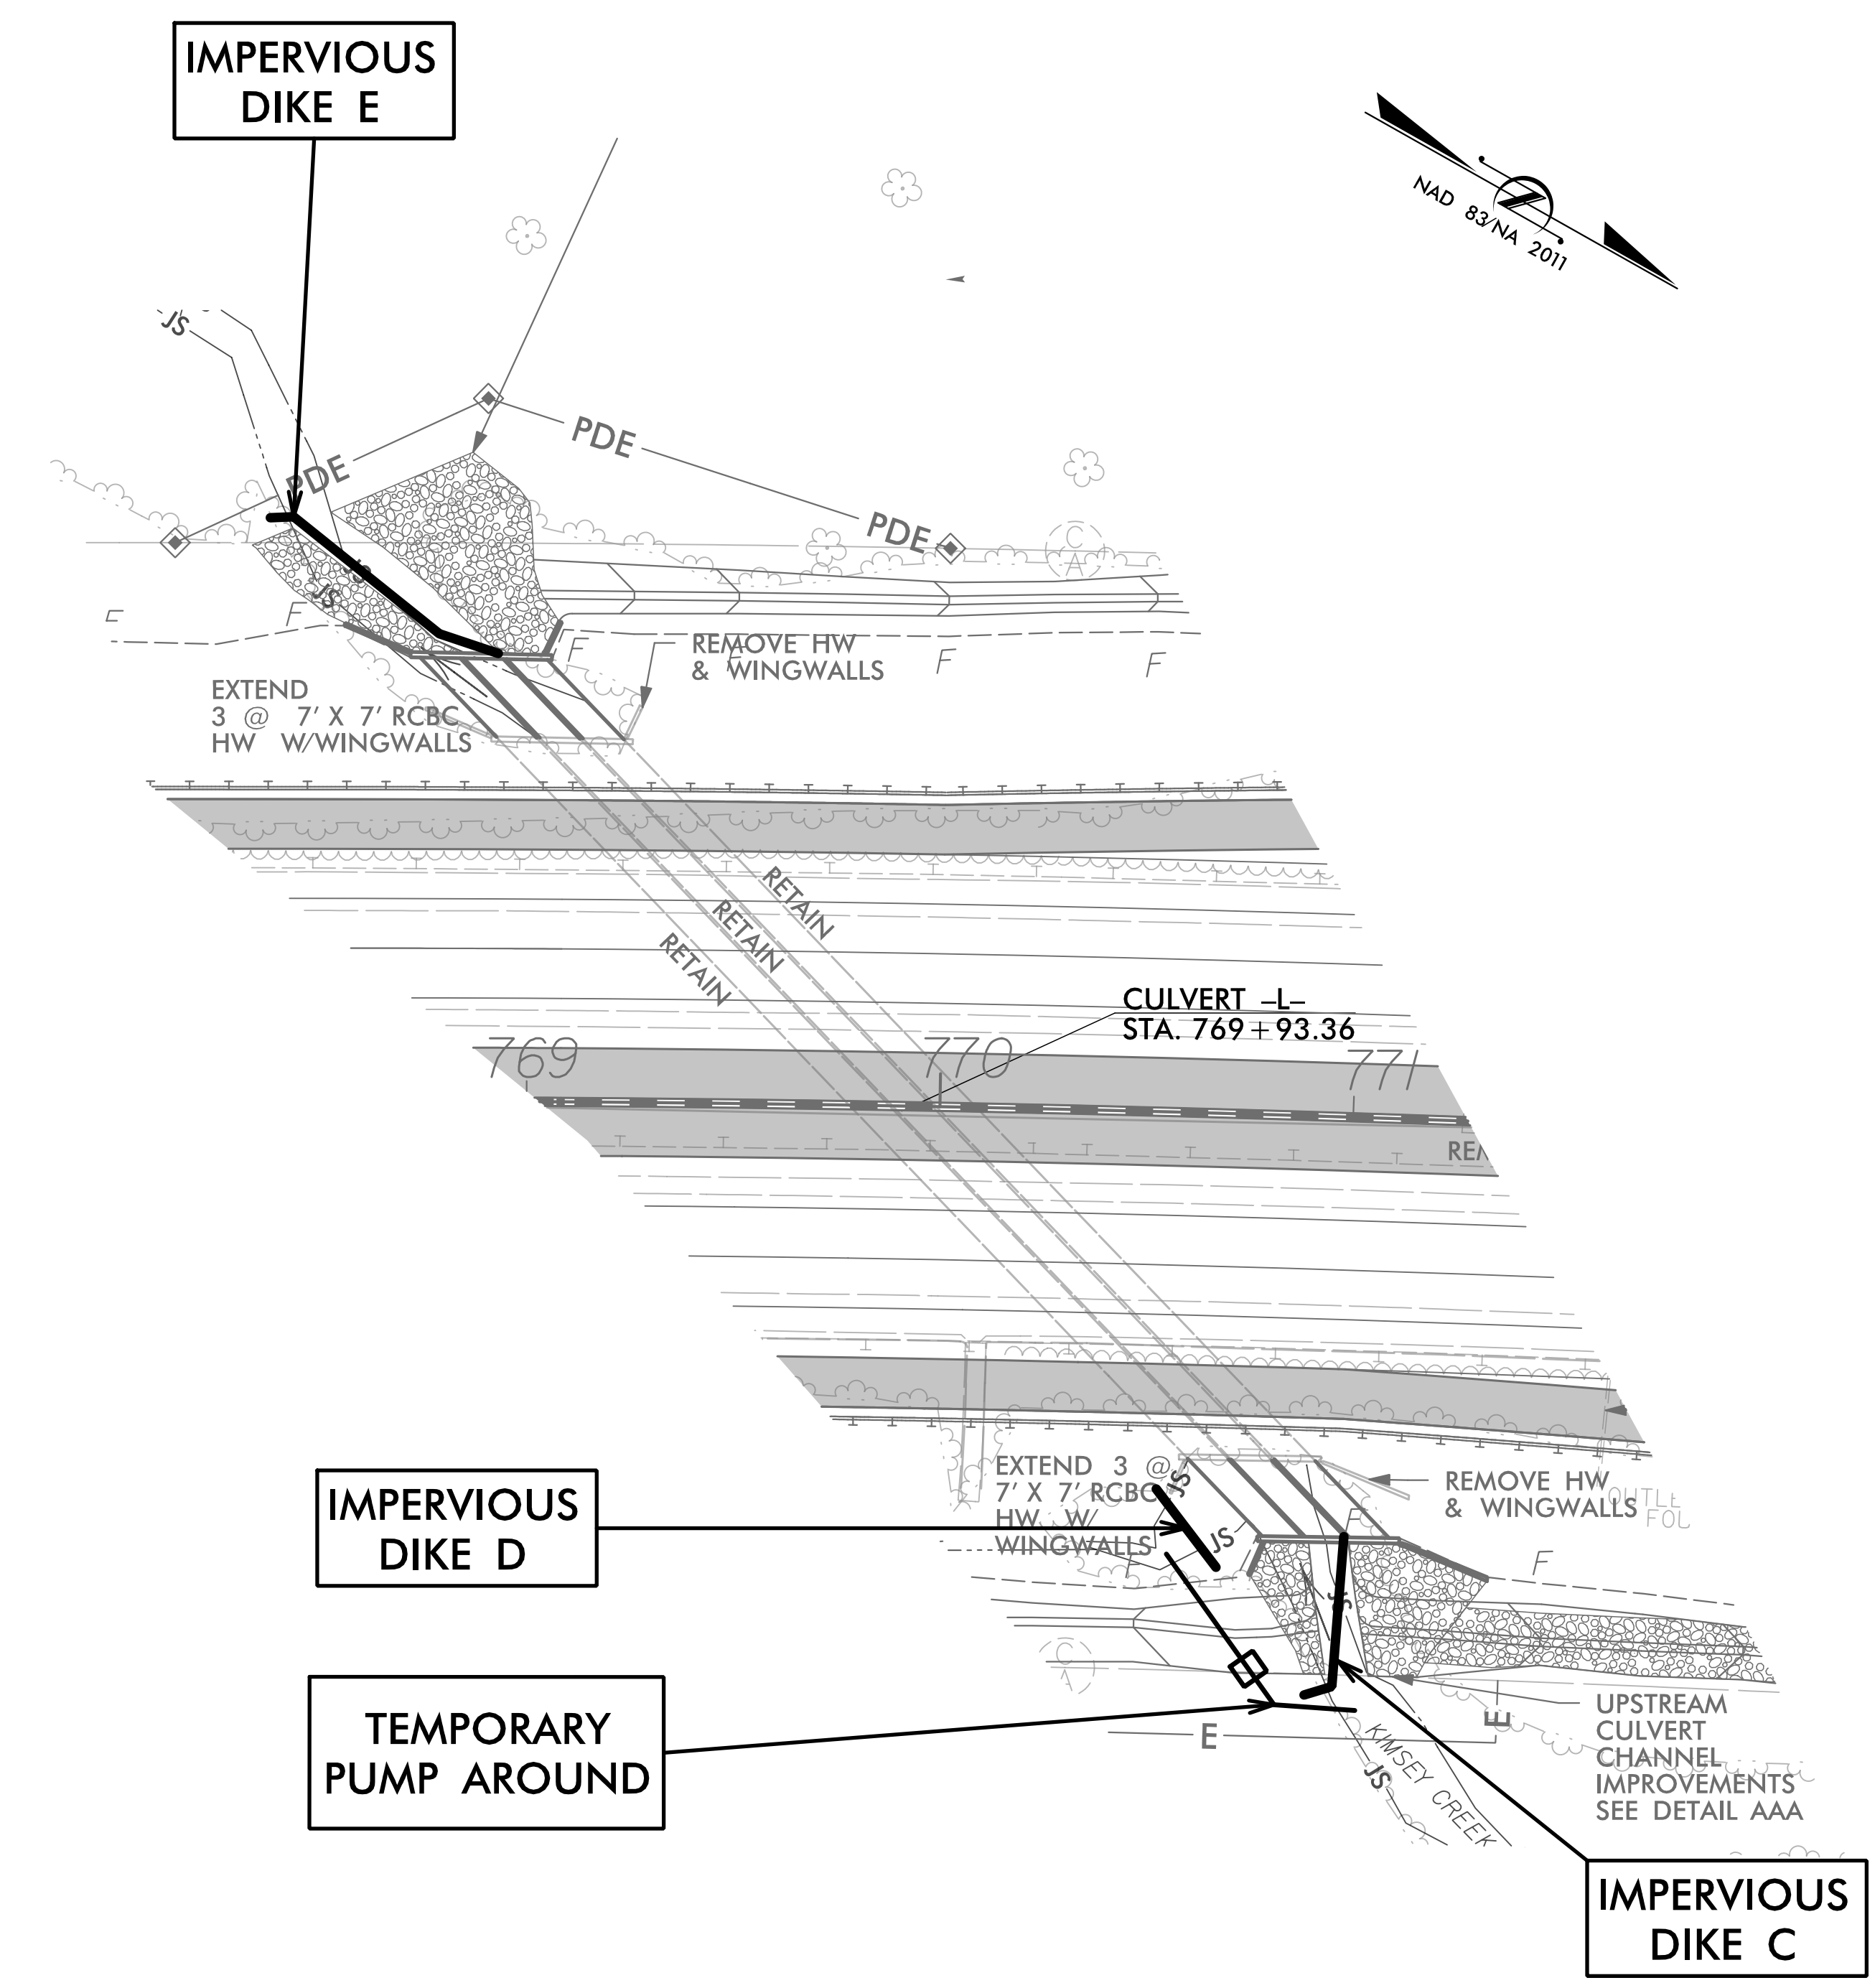 IMPERVIOUS
DIKE E
NAD 83/NA 2011
JS
PDE
PDE
PDE
C
A
JS
JS
F
F
F
F
F
F
REMOVE HW
& WINGWALLS
EXTEND
3 @ 7' X 7' RCBC
HW W/WINGWALLS
RETAIN
RETAIN
RETAIN
CULVERT –L–
STA. 769+93.36
769
770
771
IMPERVIOUS
DIKE D
EXTEND 3 @
7' X 7' RCBC
HW W/
WINGWALLS
JS
JS
REMOVE HW
& WINGWALLS
F
F
F
JS
C
A
TEMPORARY
PUMP AROUND
E
E
KIMSEY CREEK
JS
UPSTREAM
CULVERT
CHANNEL
IMPROVEMENTS
SEE DETAIL AAA
IMPERVIOUS
DIKE C